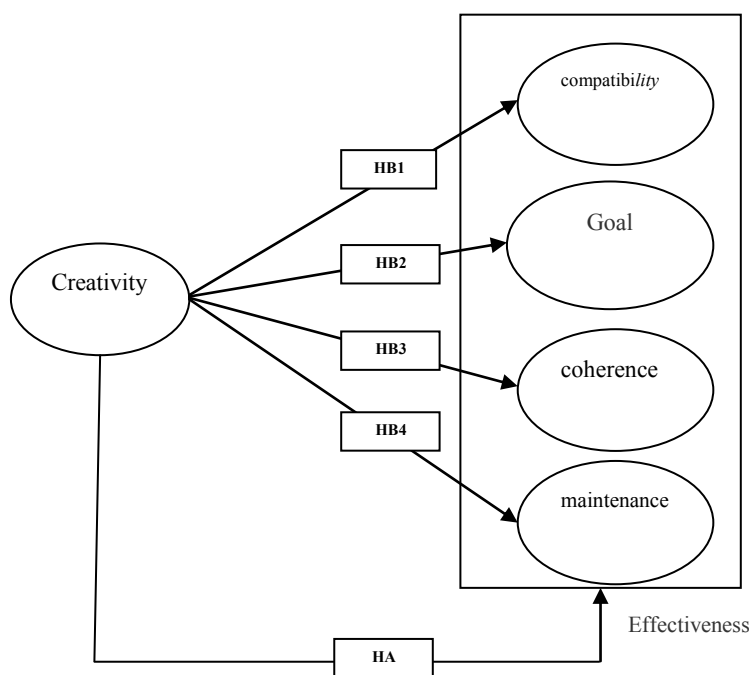 compatibility
HB1
Goal
HB2
Creativity
HB3
coherence
HB4
maintenance
Effectiveness
HA